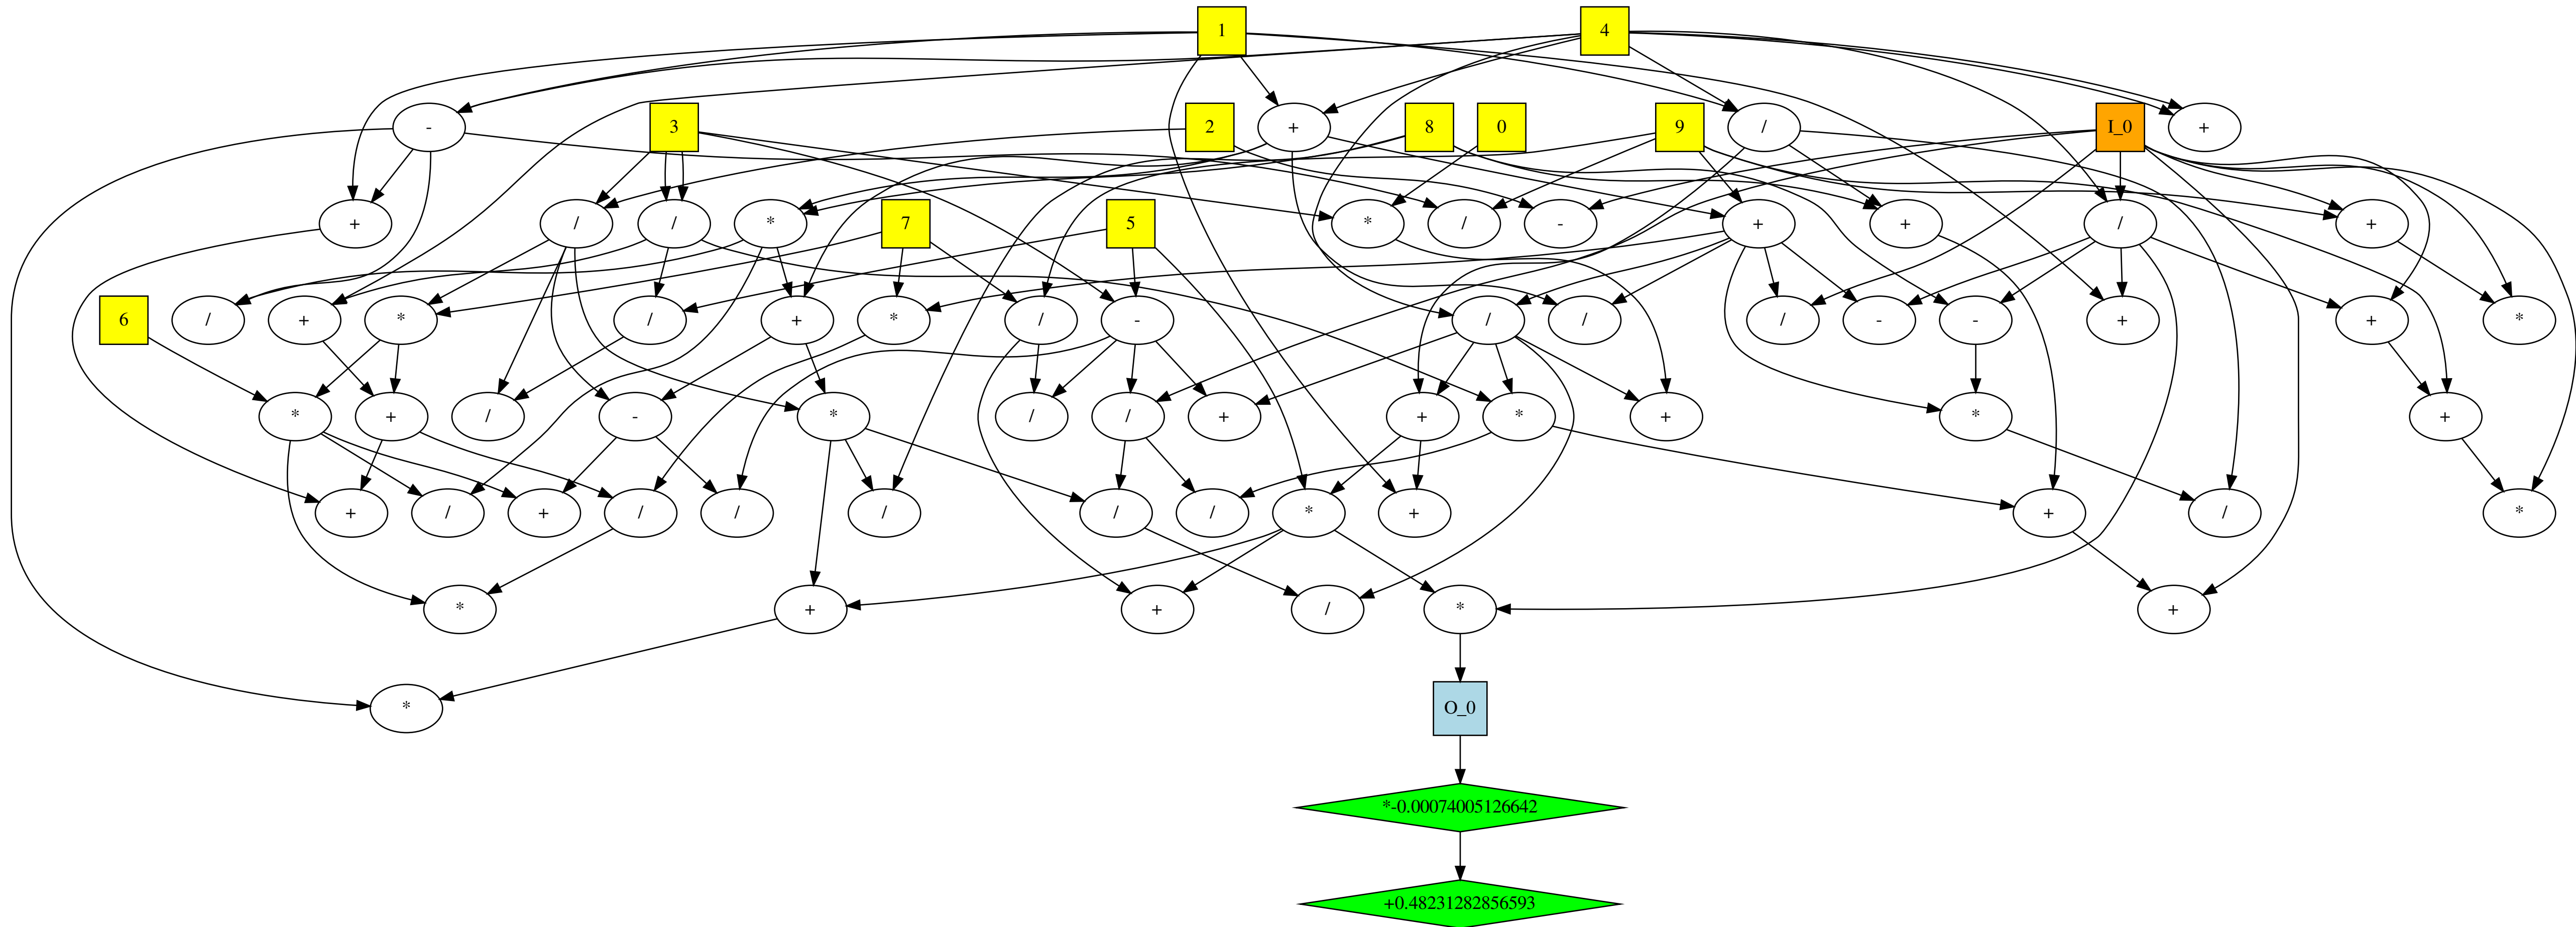 1 4
- 3 2 + 8 0 9 / I_0 +
+ / / * 7 5 * / - + + / +
6 / + * / + * / - / / / - - + + *
* + / - * / / + + * + * +
+ / + / / / / / * + + / *
* + + / * +
* O_0
*-0.00074005126642
+0.48231282856593